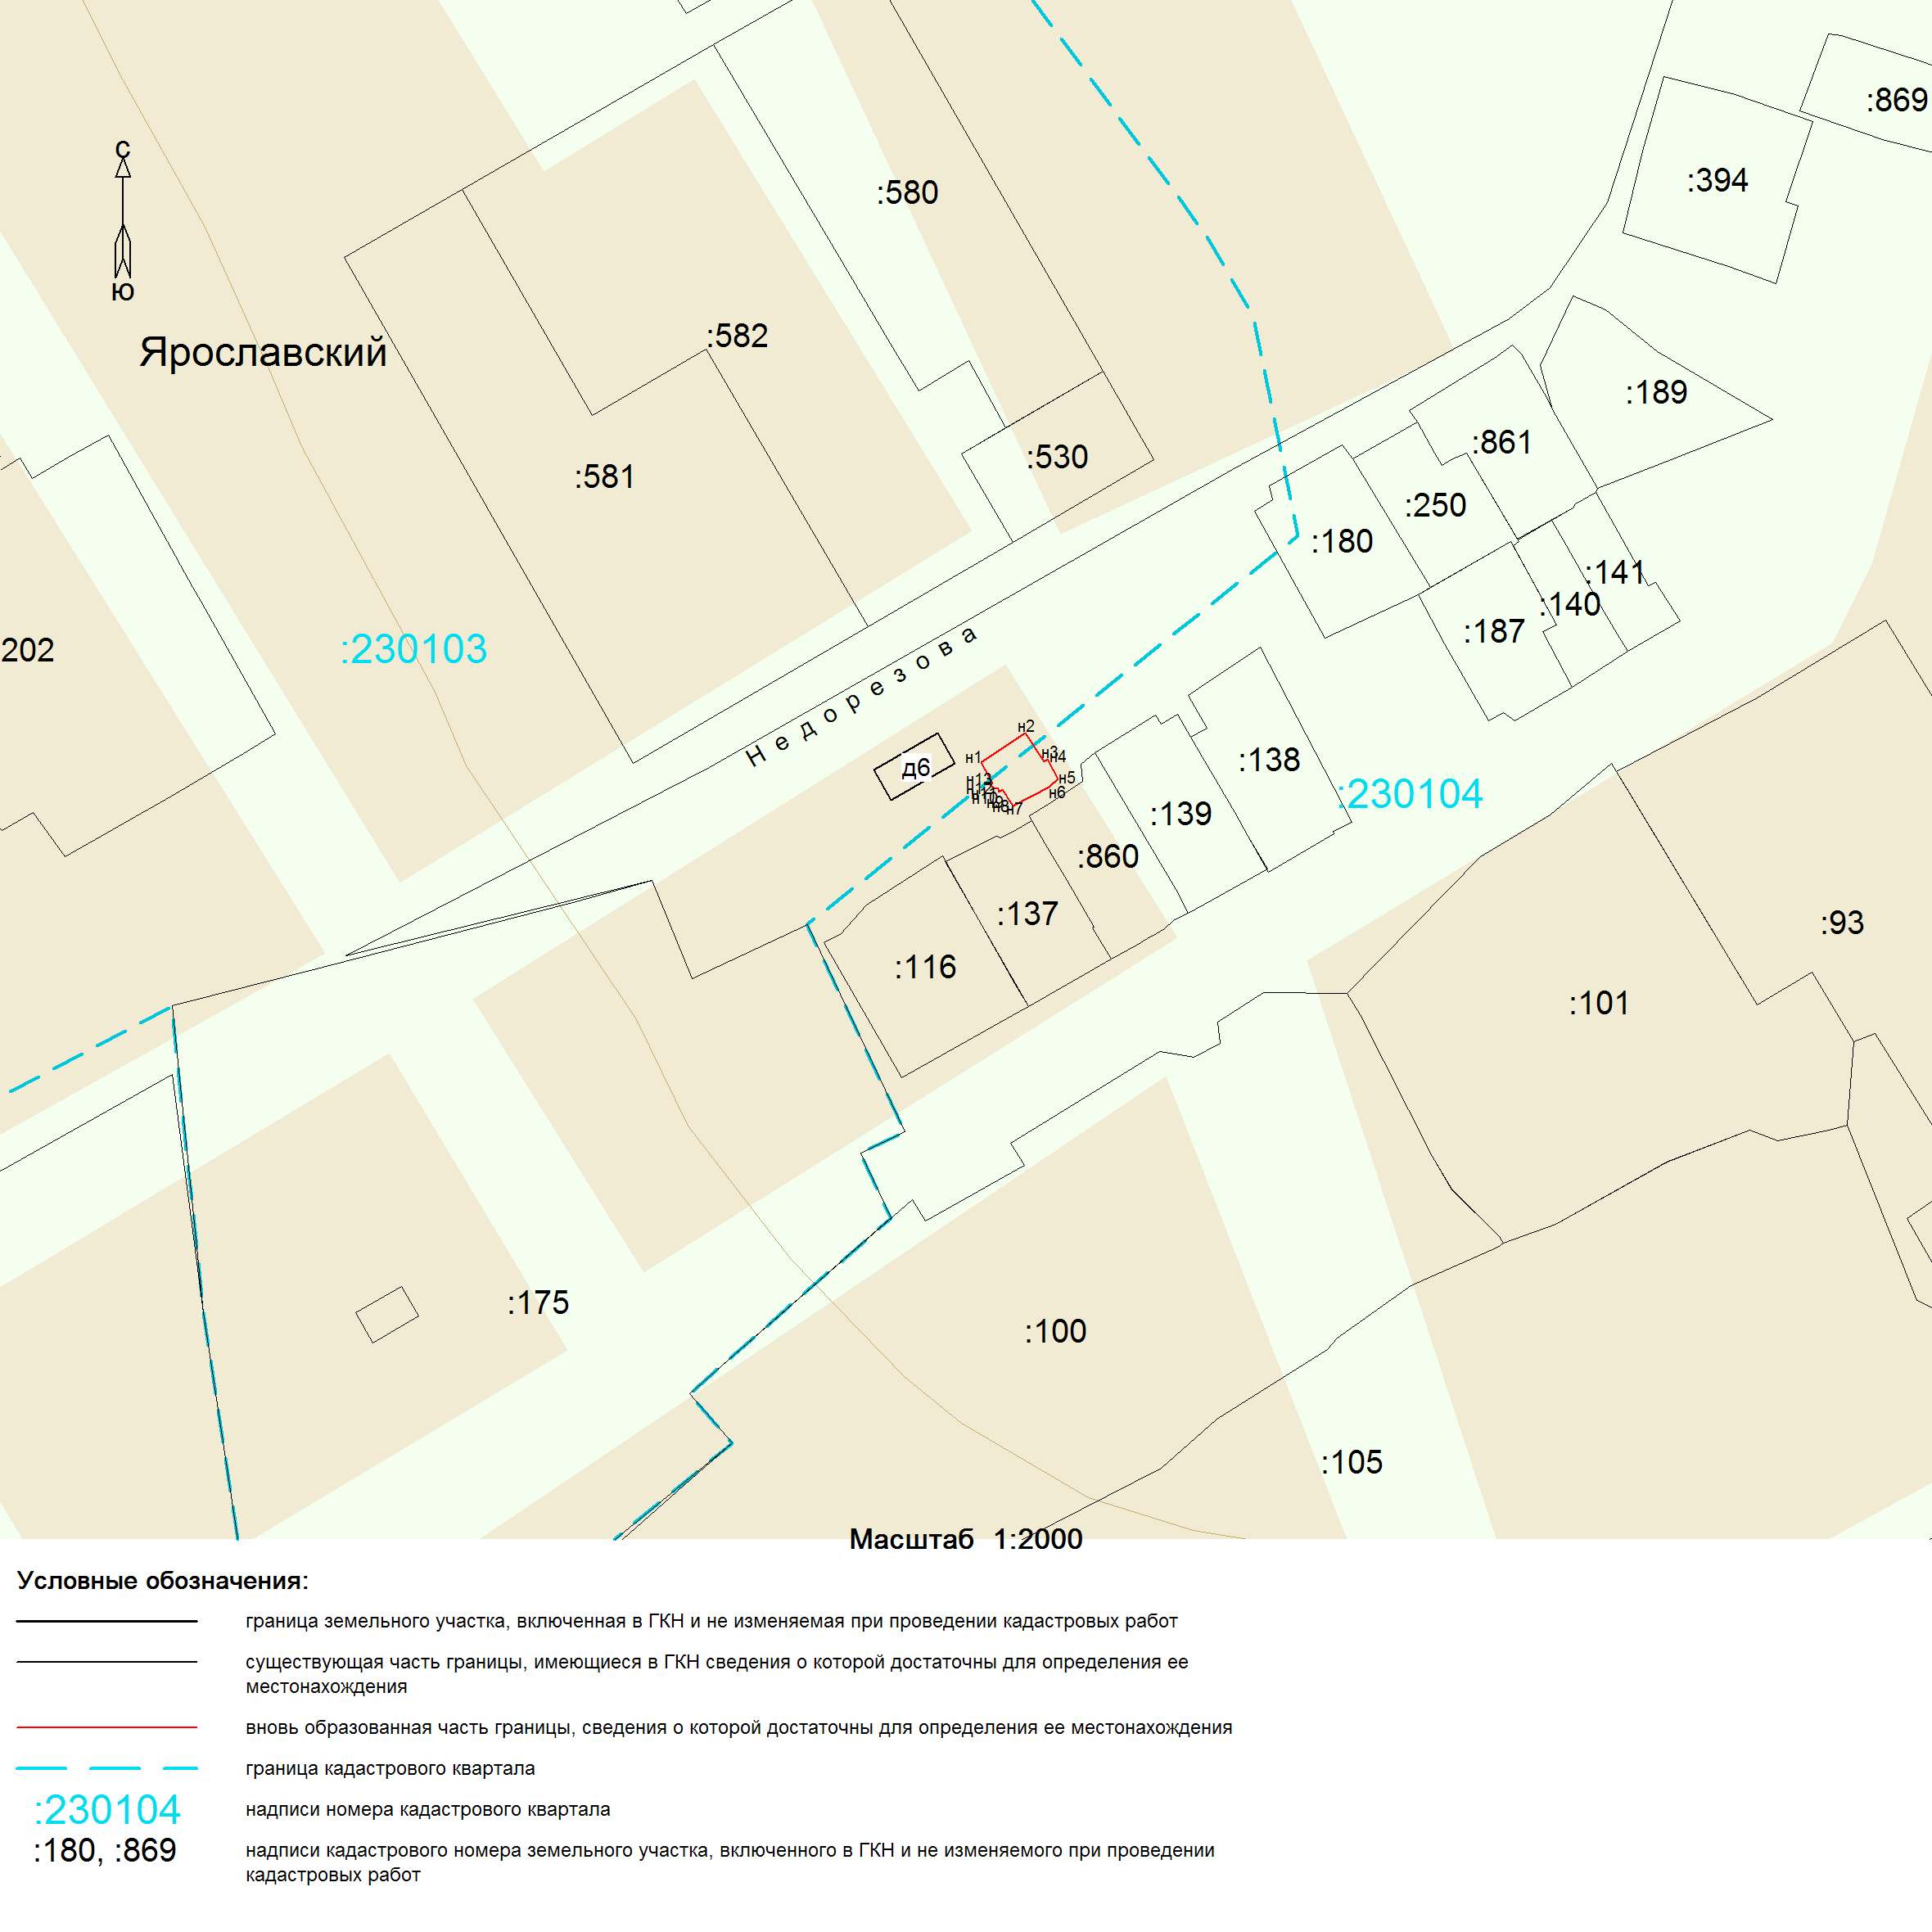 :869
С
:394
:580
Ю
:582
Ярославский
:189
:861
:530
:581
:250
:180
:141
:140
:187
202
:230103
Недорезова
н2
н1
н3
н4
д6
:138
н13
н5
:230104
н6
н8
н7
:139
:860
:137
:93
:116
:101
:175
:100
:105
Масштаб 1:2000
Условные обозначения:
граница земельного участка, включенная в ГКН и не изменяемая при проведении кадастровых работ
существующая часть границы, имеющиеся в ГКН сведения о которой достаточны для определения ее
местонахождения
вновь образованная часть границы, сведения о которой достаточны для определения ее местонахождения
граница кадастрового квартала
:230104
надписи номера кадастрового квартала
:180, :869
надписи кадастрового номера земельного участка, включенного в ГКН и не изменяемого при проведении
кадастровых работ